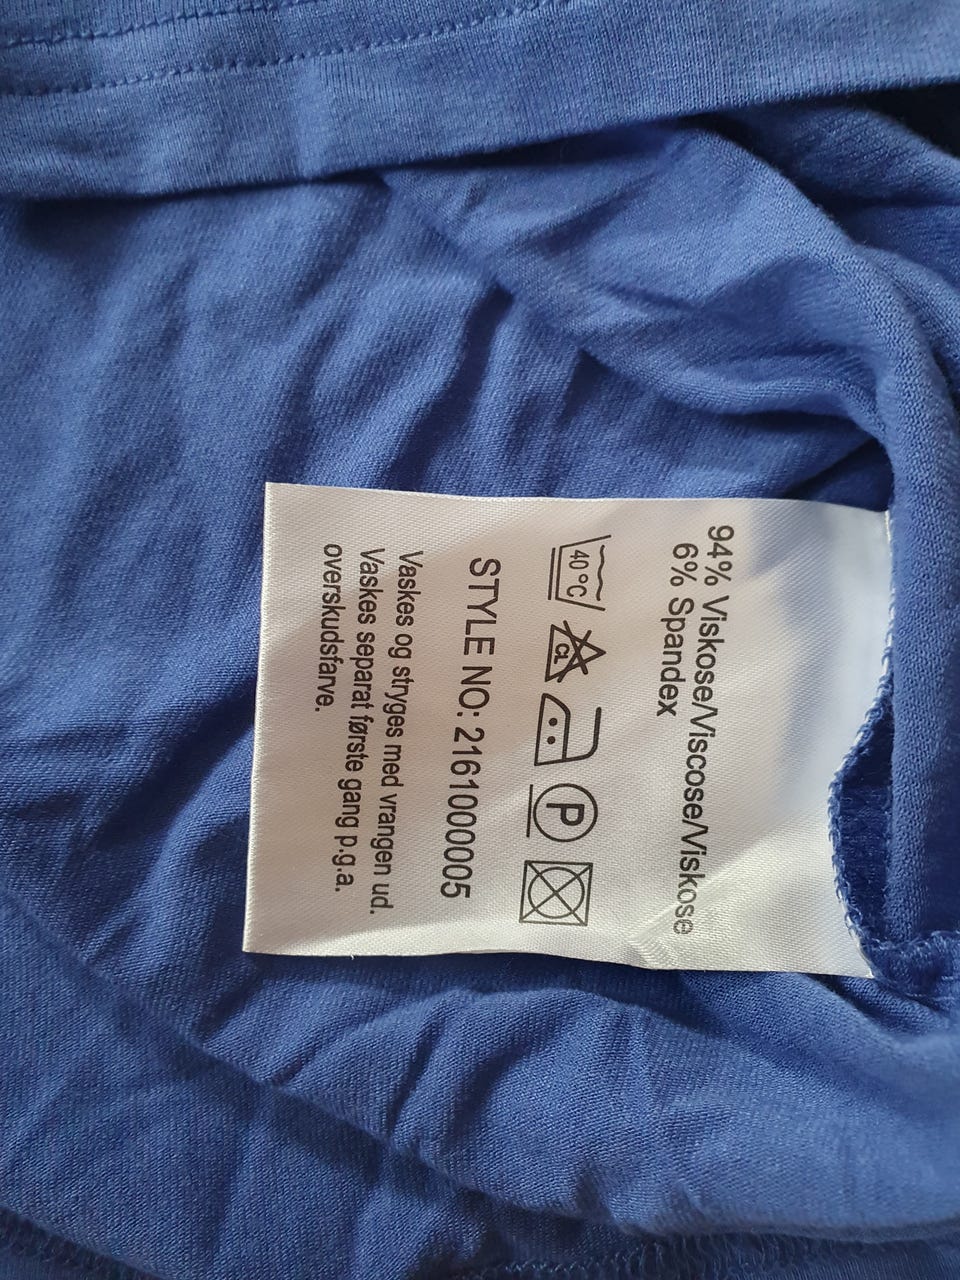 94% Viskose/Viscose/Viskose
6% Spandex
40°C CL P
STYLE NO: 2161000005
Vaskes og stryges med vrangen ud.
Vaskes separat første gang p.g.a.
overskudsfarve.